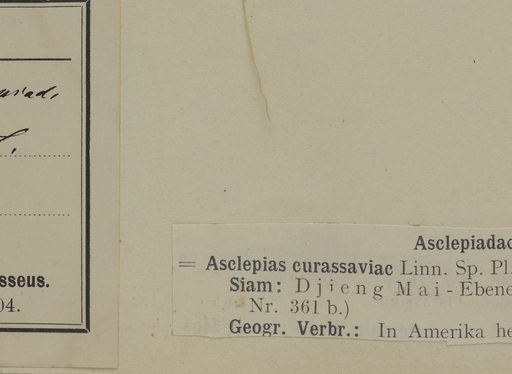 sseus.
04.
Asclepiadac
= Asclepias curassaviac Linn. Sp. Pl.
Siam: Djieng Mai-Ebene
Nr. 361 b.)
Geogr. Verbr.: In Amerika he